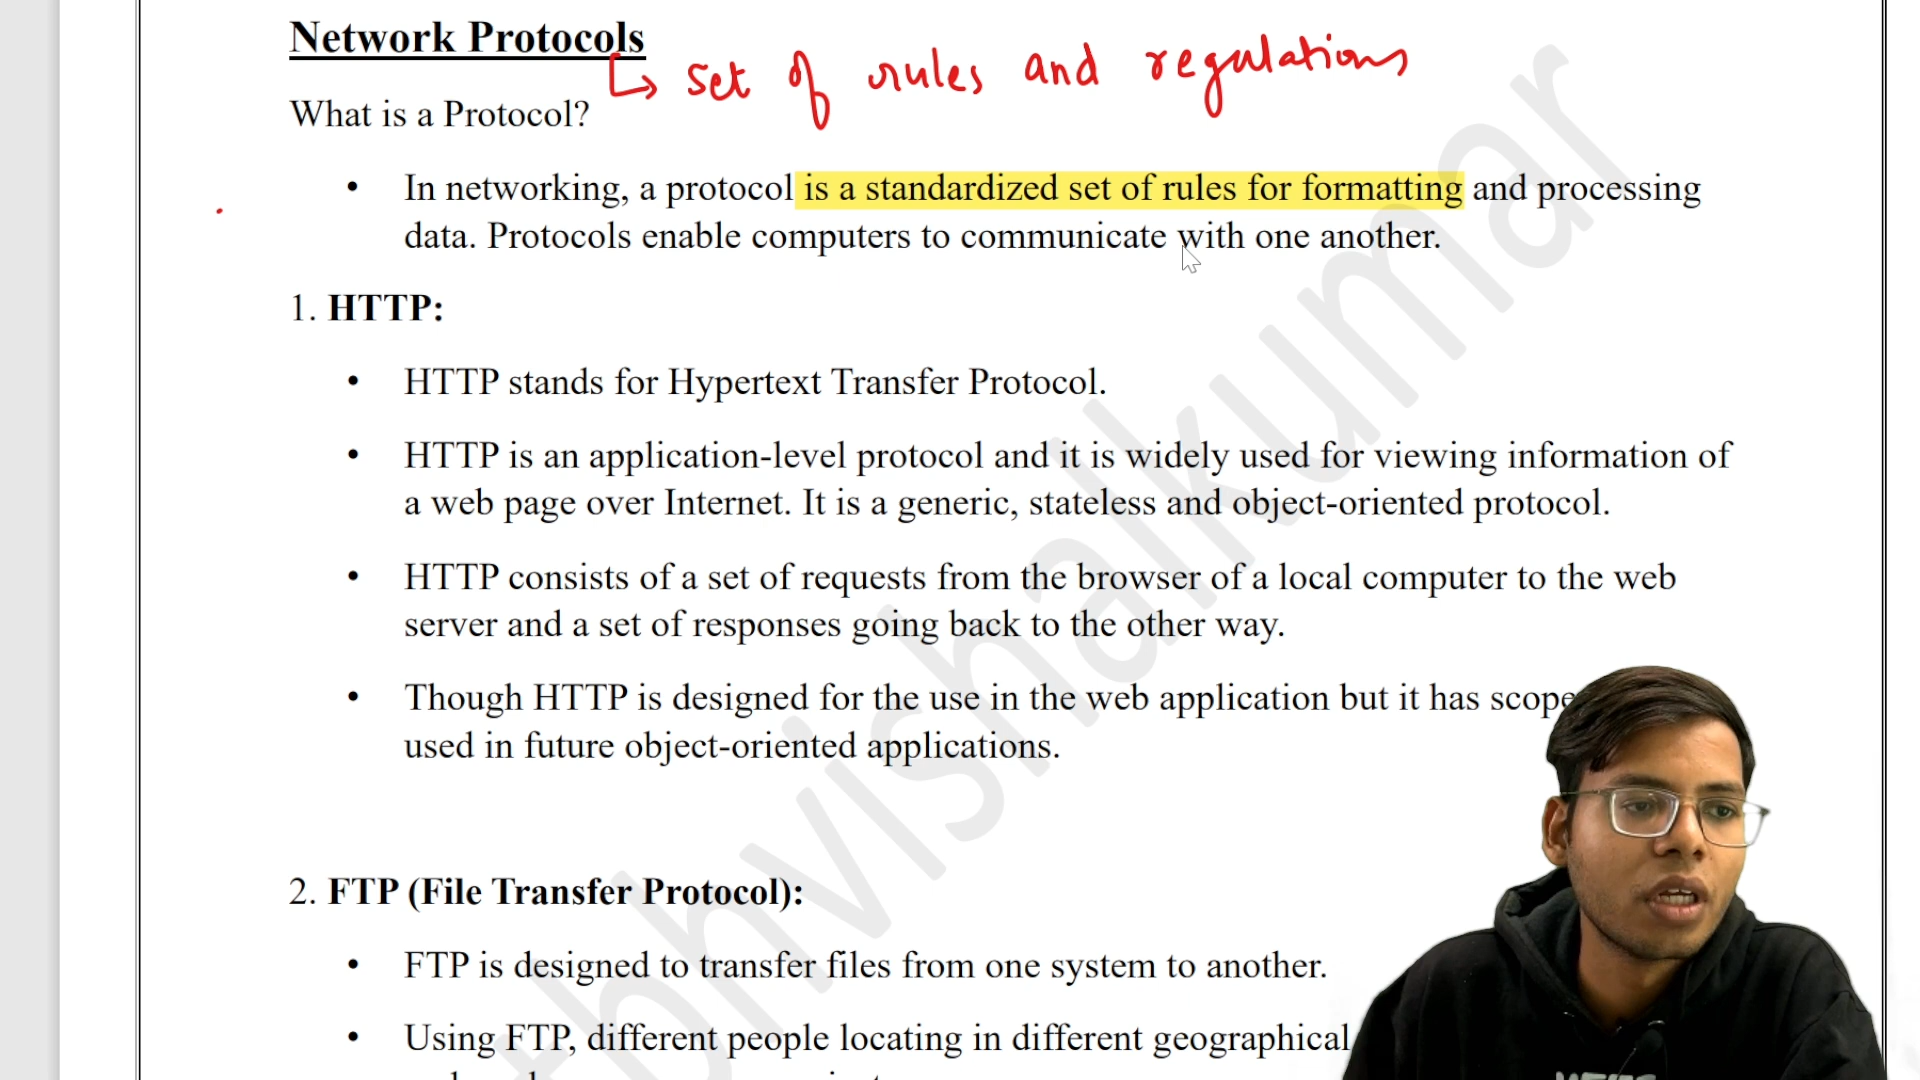 Network Protocols
set of rules and regulations
What is a Protocol?
• In networking, a protocol is a standardized set of rules for formatting and processing
data. Protocols enable computers to communicate with one another.
1. HTTP:
• HTTP stands for Hypertext Transfer Protocol.
• HTTP is an application-level protocol and it is widely used for viewing information of
a web page over Internet. It is a generic, stateless and object-oriented protocol.
• HTTP consists of a set of requests from the browser of a local computer to the web
server and a set of responses going back to the other way.
• Though HTTP is designed for the use in the web application but it has scope
used in future object-oriented applications.
2. FTP (File Transfer Protocol):
• FTP is designed to transfer files from one system to another.
• Using FTP, different people locating in different geographical